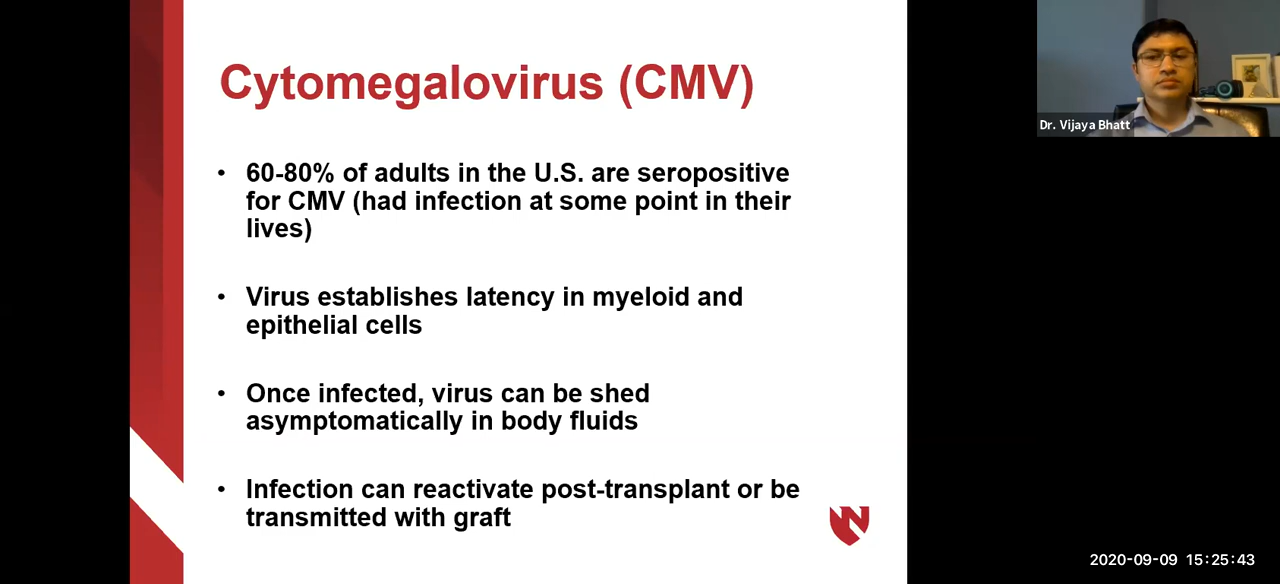 Cytomegalovirus (CMV)
• 60-80% of adults in the U.S. are seropositive
for CMV (had infection at some point in their
lives)
• Virus establishes latency in myeloid and
epithelial cells
• Once infected, virus can be shed
asymptomatically in body fluids
• Infection can reactivate post-transplant or be
transmitted with graft
Dr. Vijaya Bhatt
2020-09-09 15:25:43